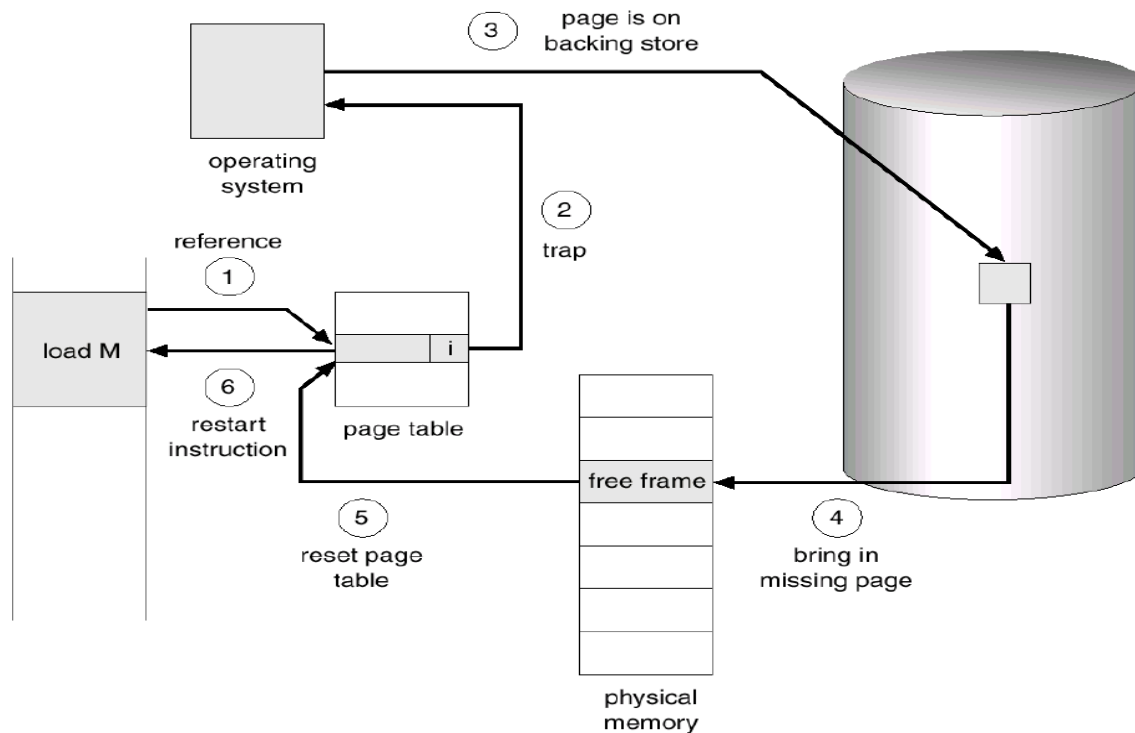 3
page is on
backing store
operating
system
2
trap
reference
1
load M
i
6
restart
instruction
page table
free frame
5
reset page
table
4
bring in
missing page
physical
memory